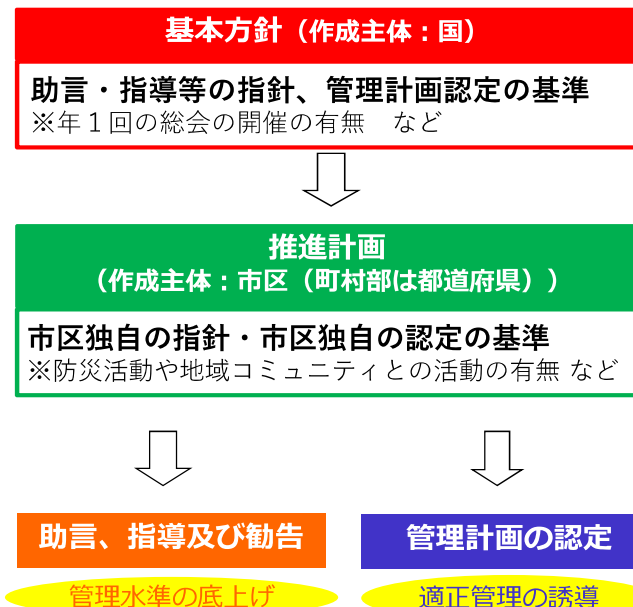 基本方針（作成主体：国）
助言・指導等の指針、管理計画認定の基準
※年１回の総会の開催の有無　など
推進計画
（作成主体：市区（町村部は都道府県））
市区独自の指針・市区独自の認定の基準
※防災活動や地域コミュニティとの活動の有無 など
助言、指導及び勧告
管理計画の認定
管理水準の底上げ
適正管理の誘導